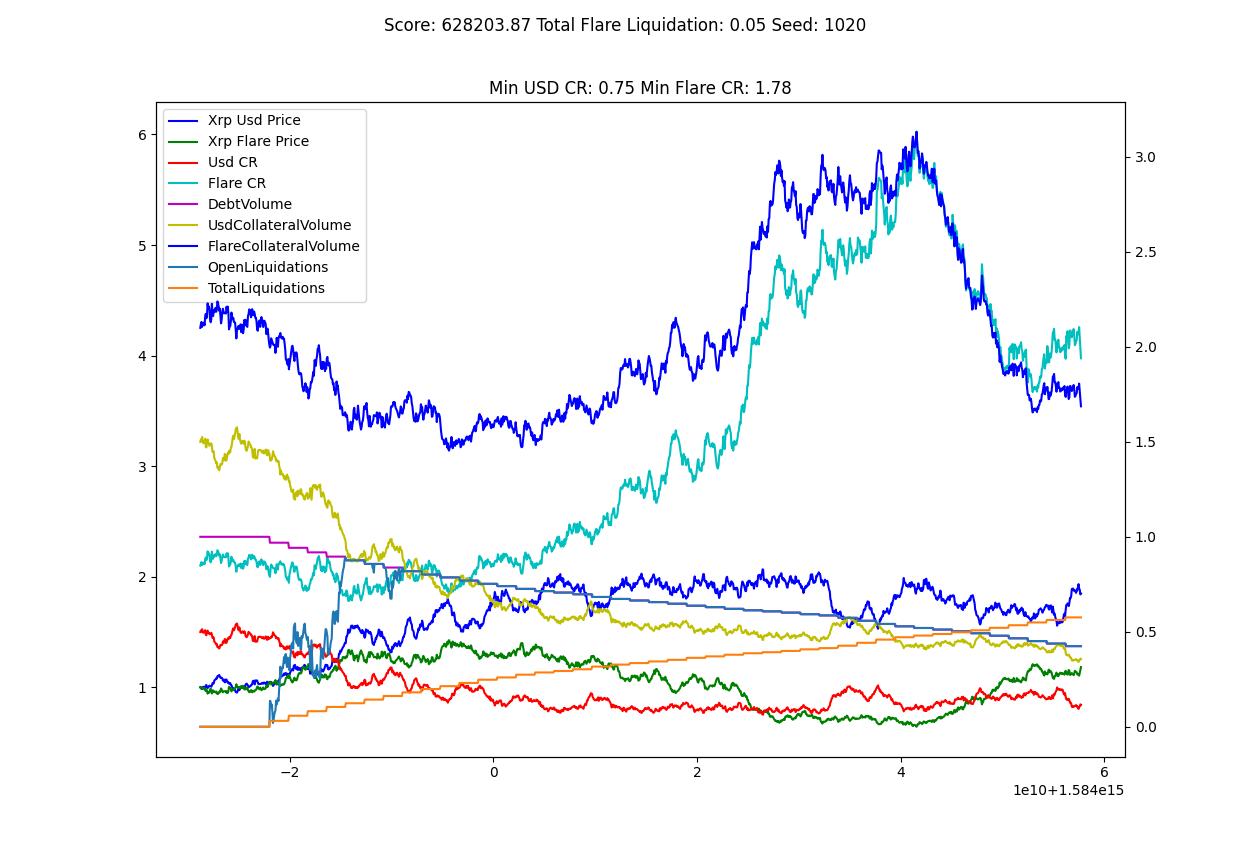 Score: 628203.87 Total Flare Liquidation: 0.05 Seed: 1020
Min USD CR: 0.75 Min Flare CR: 1.78
Xrp Usd Price
Xrp Flare Price
Usd CR
Flare CR
DebtVolume
UsdCollateralVolume
FlareCollateralVolume
OpenLiquidations
TotalLiquidations
6
5
4
3
2
1
3.0
2.5
2.0
1.5
1.0
0.5
0.0
−2 0 2 4 6
1e10+1.584e15